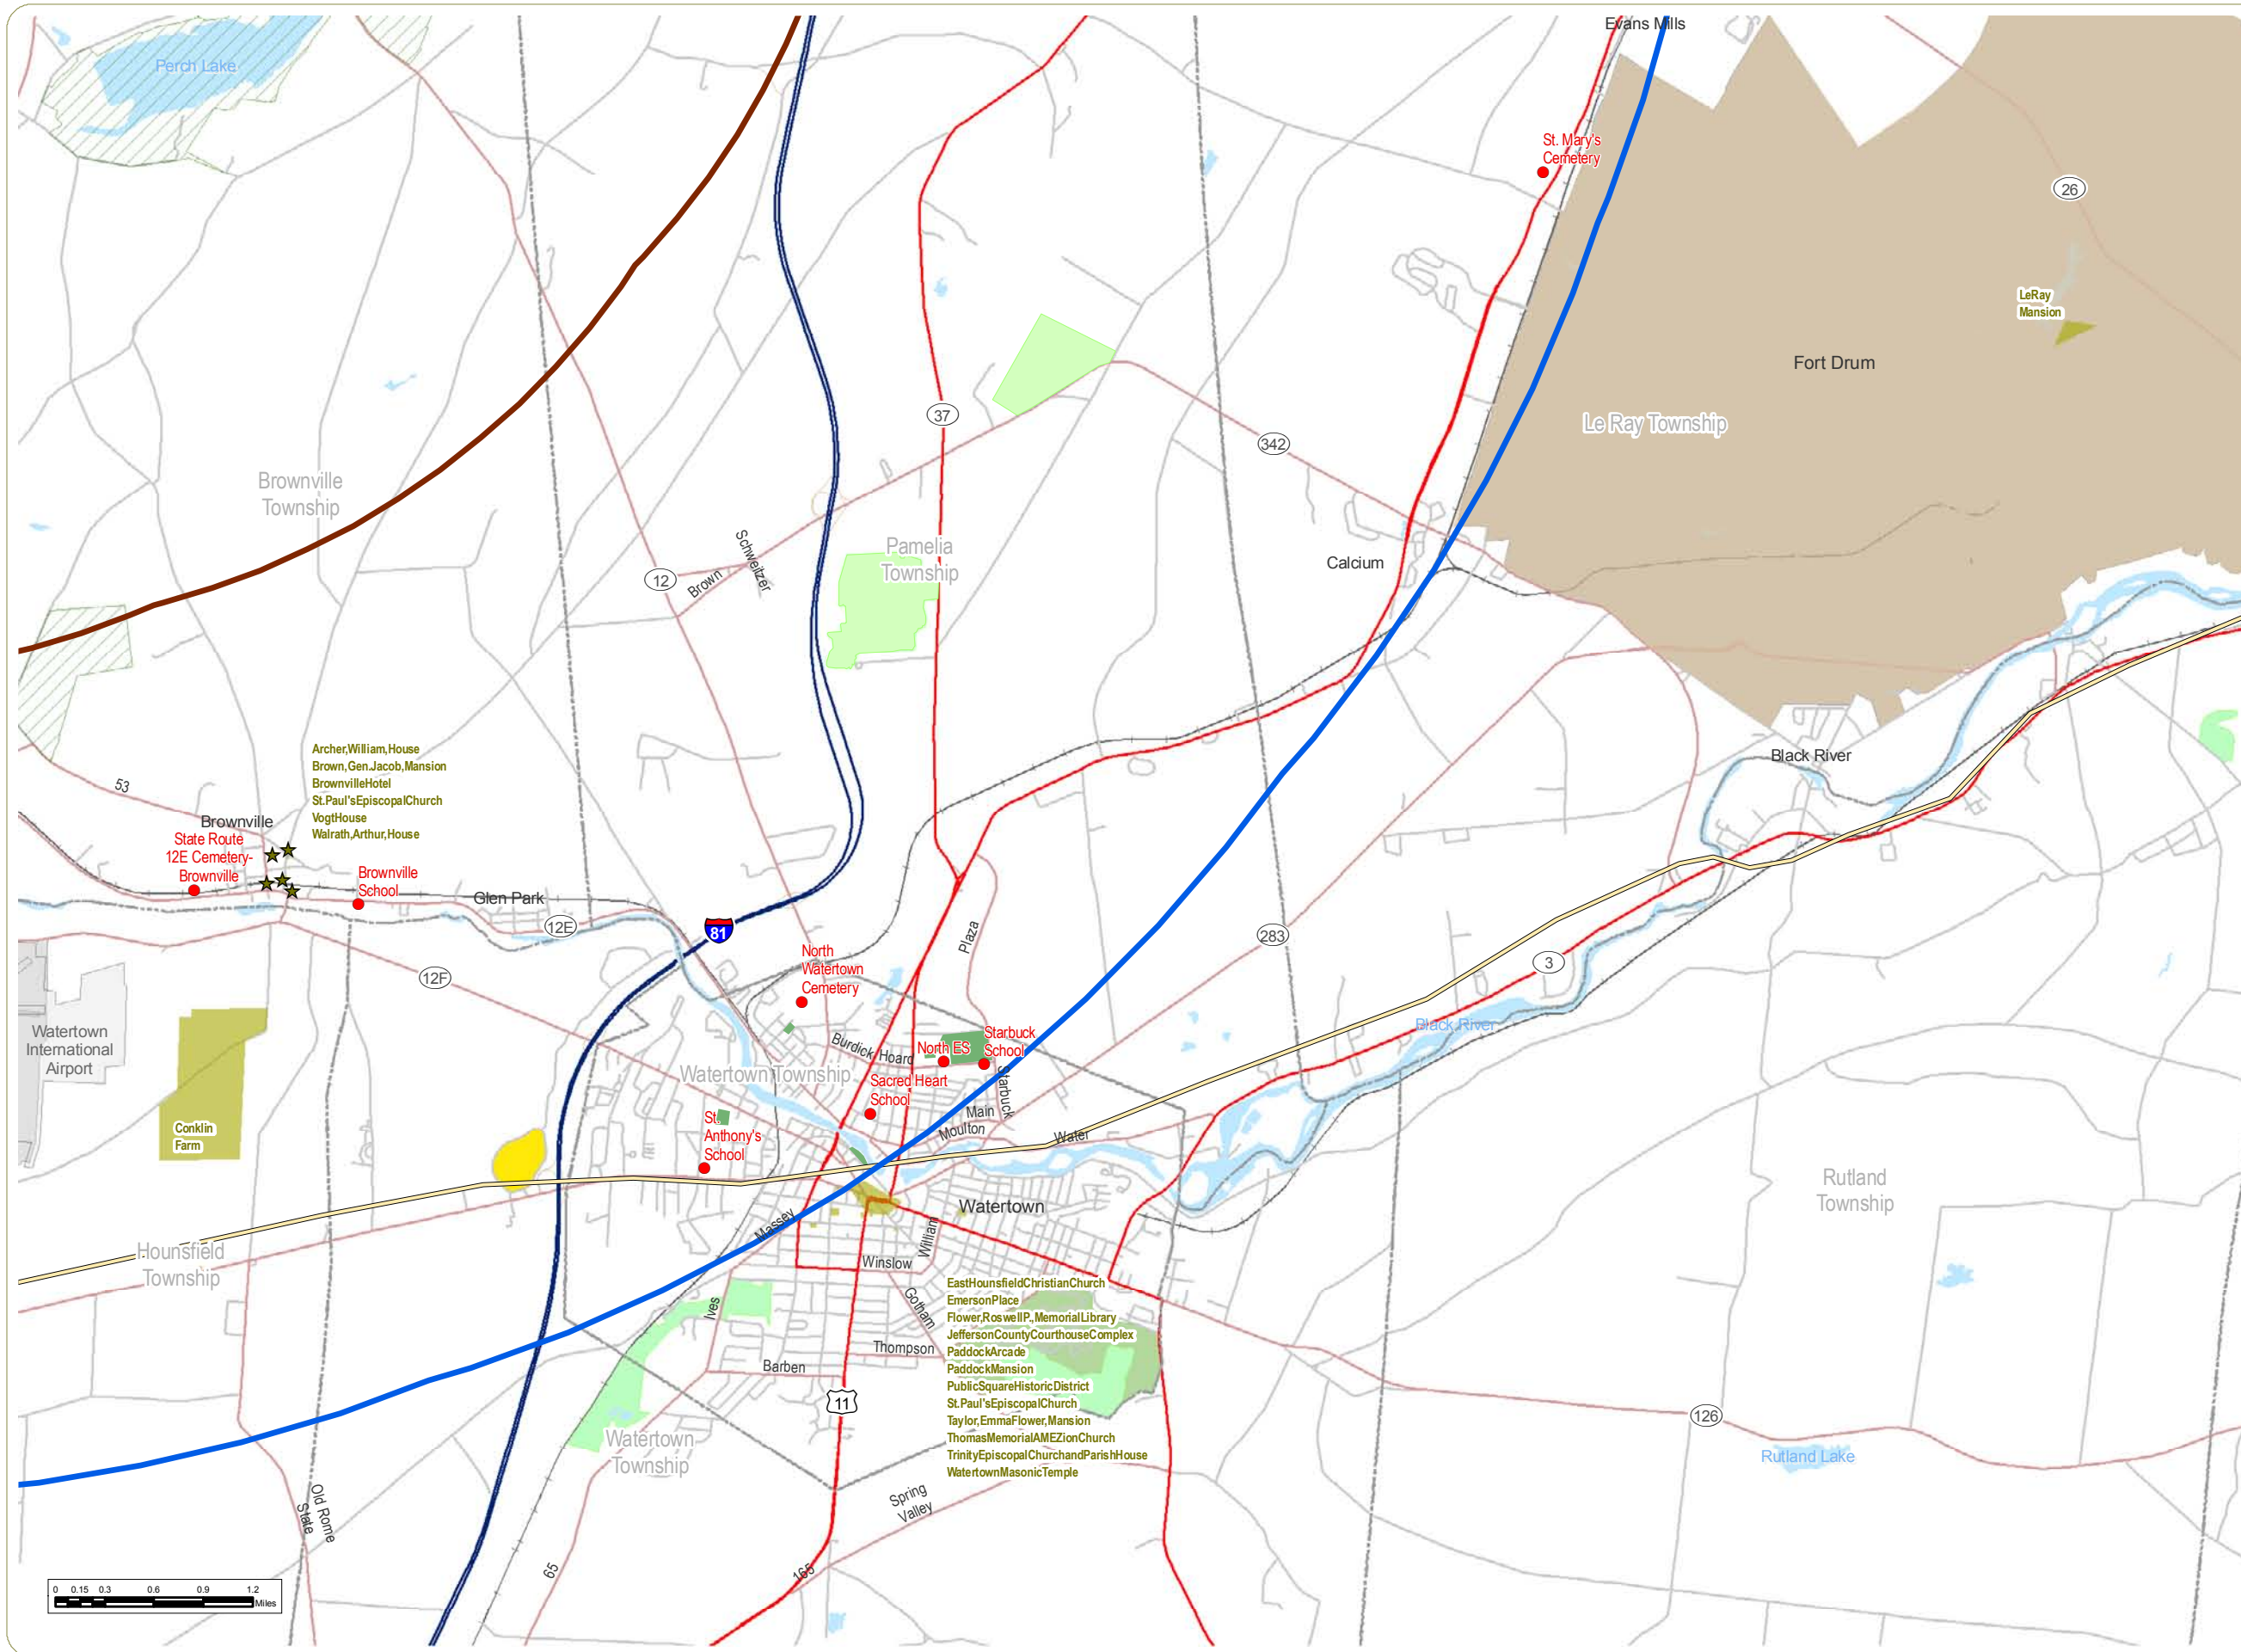 Evans Mills
Perch Lake
St. Mary's
Cemetery
26
LeRay
Mansion
Fort Drum
37
Le Ray Township
342
Brownville
Township
Schweitzer
Pamelia
Township
Calcium
12
Brown
Archer,William,House
Brown,Gen.Jacob,Mansion
BrownvilleHotel
St.Paul'sEpiscopalChurch
VogtHouse
Walrath,Arthur,House
Black River
53
Brownville
State Route
12E Cemetery-
Brownville
Brownville
School
Glen Park
12E
81
Plaza
283
North
Watertown
Cemetery
3
12F
Watertown
International
Airport
Black River
Burdick
Hoard
North ES
Starbuck
School
Starbuck
Watertown Township
Sacred Heart
School
Main
Moulton
Water
St.
Anthony's
School
Conklin
Farm
Rutland
Township
Watertown
Massey
William
Winslow
Hounsfield
Township
Ives
Gotham
EastHounsfieldChristianChurch
EmersonPlace
Flower,RoswellP.,MemorialLibrary
JeffersonCountyCourthouseComplex
PaddockArcade
PaddockMansion
PublicSquareHistoricDistrict
St.Paul'sEpiscopalChurch
Taylor,EmmaFlower,Mansion
ThomasMemorialAMEZionChurch
TrinityEpiscopalChurchandParishHouse
WatertownMasonicTemple
Thompson
Barben
11
126
Watertown
Township
Rutland Lake
Spring
Valley
Old Rome
State
65
165
0 0.15 0.3 0.6 0.9 1.2
Miles